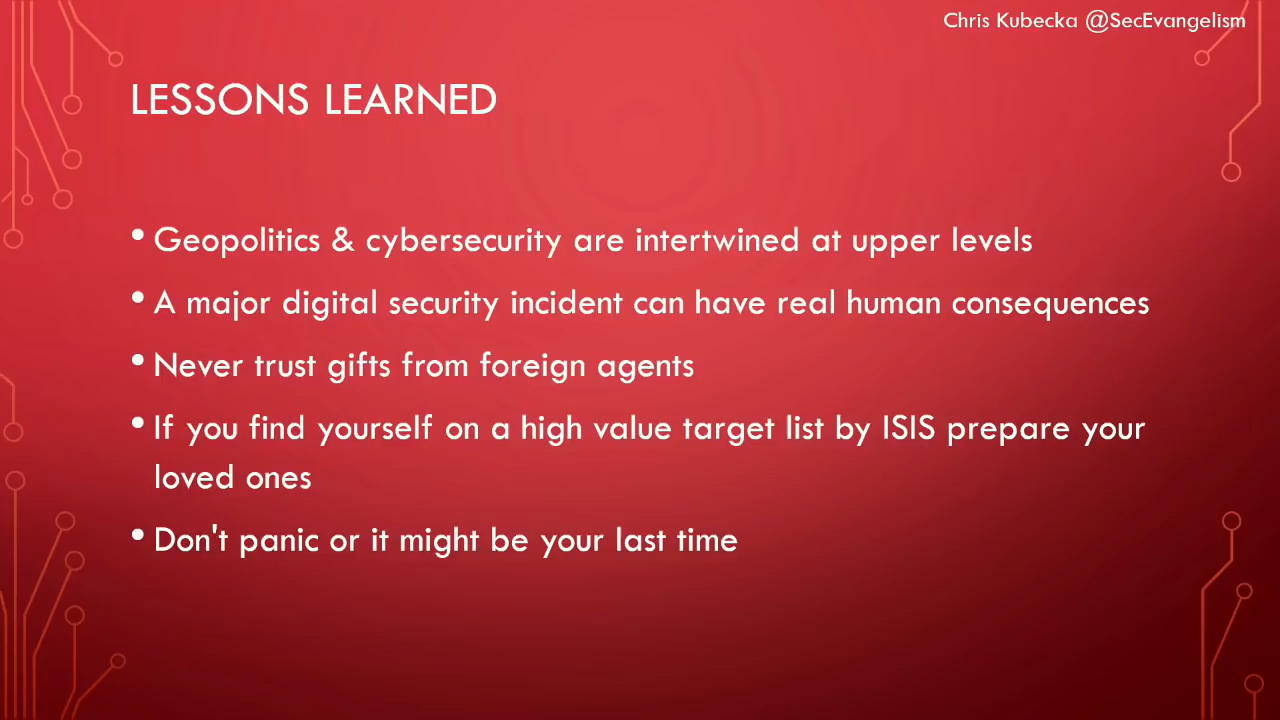 Chris Kubecka @SecEvangelism
LESSONS LEARNED
• Geopolitics & cybersecurity are intertwined at upper levels
• A major digital security incident can have real human consequences
• Never trust gifts from foreign agents
• If you find yourself on a high value target list by ISIS prepare your
loved ones
• Don't panic or it might be your last time